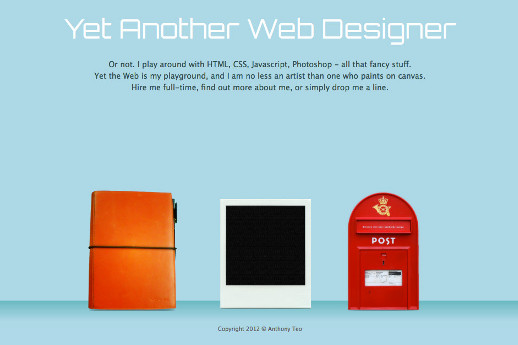 Yet Another Web Designer
Or not. I play around with HTML, CSS, Javascript, Photoshop - all that fancy stuff.
Yet the Web is my playground, and I am no less an artist than one who paints on canvas.
Hire me full-time, find out more about me, or simply drop me a line.
POST
Copyright 2012 © Anthony Teo